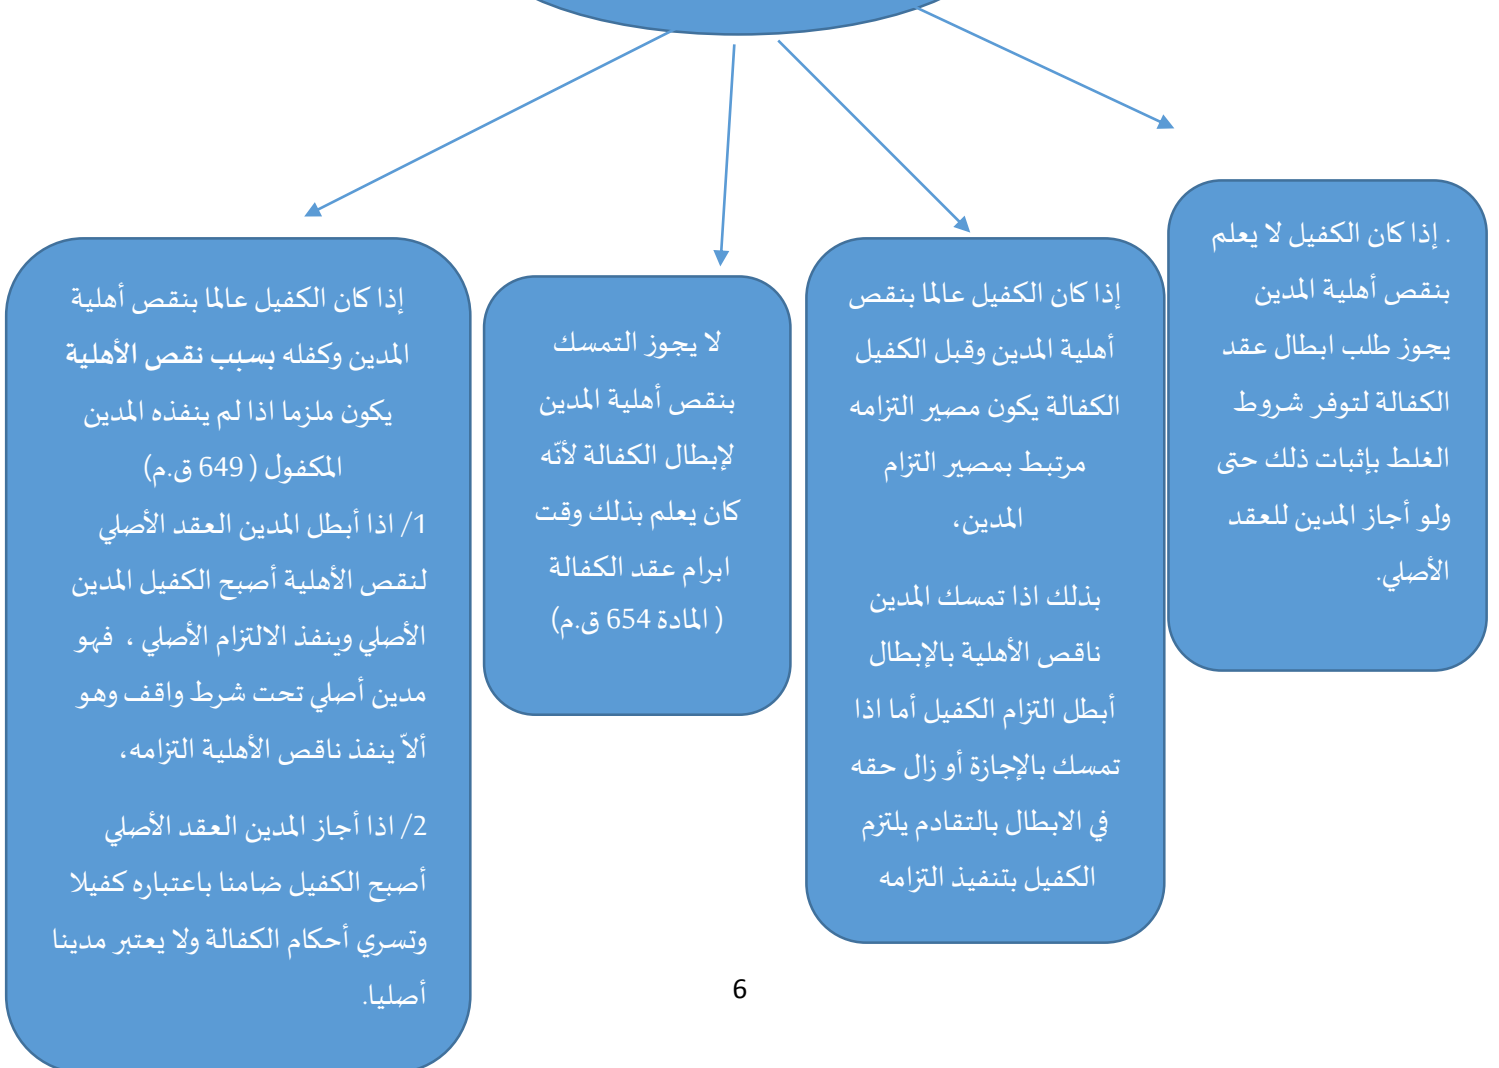 . إذا كان الكفيل لا يعلم
بنقص أهلية المدين
يجوز طلب ابطال عقد
الكفالة لتوفر شروط
الغلط بإثبات ذلك حتى
ولو أجاز المدين للعقد
الأصلي.
إذا كان الكفيل عالما بنقص
أهلية المدين وقبل الكفيل
الكفالة يكون مصير التزامه
مرتبط بمصير التزام
المدين،
بذلك اذا تمسك المدين
ناقص الأهلية بالإبطال
أبطل التزام الكفيل أما اذا
تمسك بالإجازة أو زال حقه
في الابطال بالتقادم يلتزم
الكفيل بتنفيذ التزامه
لا يجوز التمسك
بنقص أهلية المدين
لإبطال الكفالة لأنّه
كان يعلم بذلك وقت
ابرام عقد الكفالة
( المادة 654 ق.م)
إذا كان الكفيل عالما بنقص أهلية
المدين وكفله بسبب نقص الأهلية
يكون ملزما اذا لم ينفذه المدين
المكفول ( 649 ق.م)
1/ اذا أبطل المدين العقد الأصلي
لنقص الأهلية أصبح الكفيل المدين
الأصلي وينفذ الالتزام الأصلي ، فهو
مدين أصلي تحت شرط واقف وهو
ألاّ ينفذ ناقص الأهلية التزامه،
2/ اذا أجاز المدين العقد الأصلي
أصبح الكفيل ضامنا باعتباره كفيلا
وتسري أحكام الكفالة ولا يعتبر مدينا
أصليا.
6